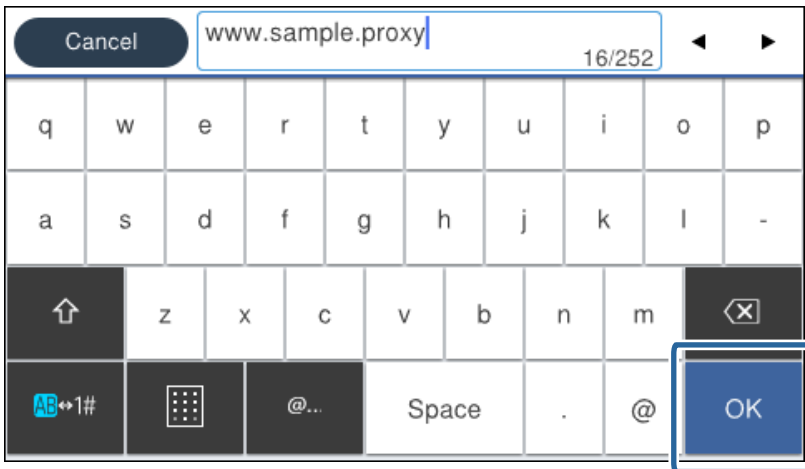 Cancel www.sample.proxy
16/252
q w e r t y u i o p
a s d f g h j k l -
z x c v b n m
AB↔1# @... Space . @ OK